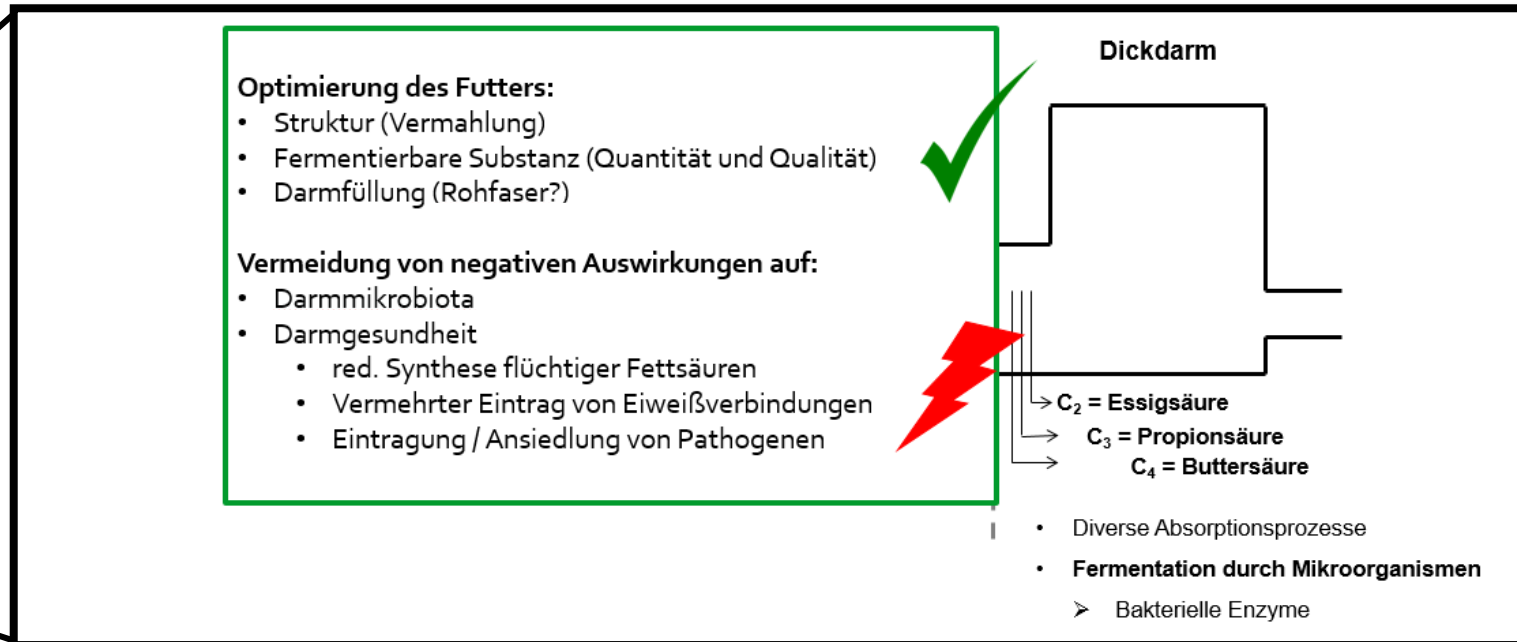 Optimierung des Futters:
• Struktur (Vermahlung)
• Fermentierbare Substanz (Quantität und Qualität)
• Darmfüllung (Rohfaser?)
Vermeidung von negativen Auswirkungen auf:
• Darmmikrobiota
• Darmgesundheit
• red. Synthese flüchtiger Fettsäuren
• Vermehrter Eintrag von Eiweißverbindungen
• Eintragung / Ansiedlung von Pathogenen
Dickdarm
C₂ = Essigsäure
C₃ = Propionsäure
C₄ = Buttersäure
• Diverse Absorptionsprozesse
• Fermentation durch Mikroorganismen
➢ Bakterielle Enzyme